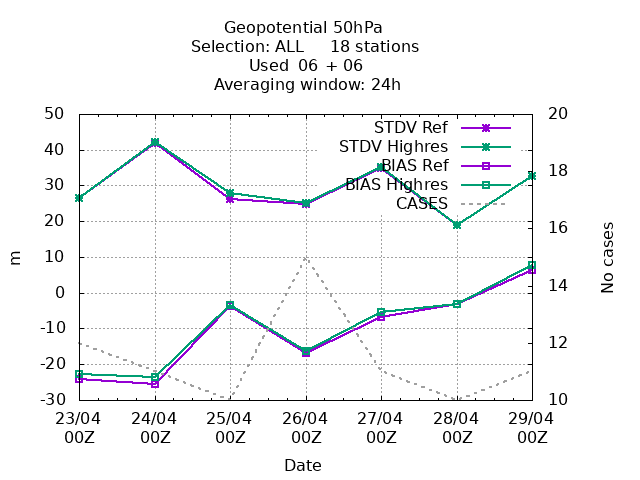 Geopotential 50hPa
Selection: ALL 18 stations
Used 06 + 06
Averaging window: 24h
50
40
30
20
10
0
-10
-20
-30
m
20
18
16
14
12
10
No cases
STDV Ref
STDV Highres
BIAS Ref
BIAS Highres
CASES
23/04 24/04 25/04 26/04 27/04 28/04 29/04
00Z 00Z 00Z 00Z 00Z 00Z 00Z
Date